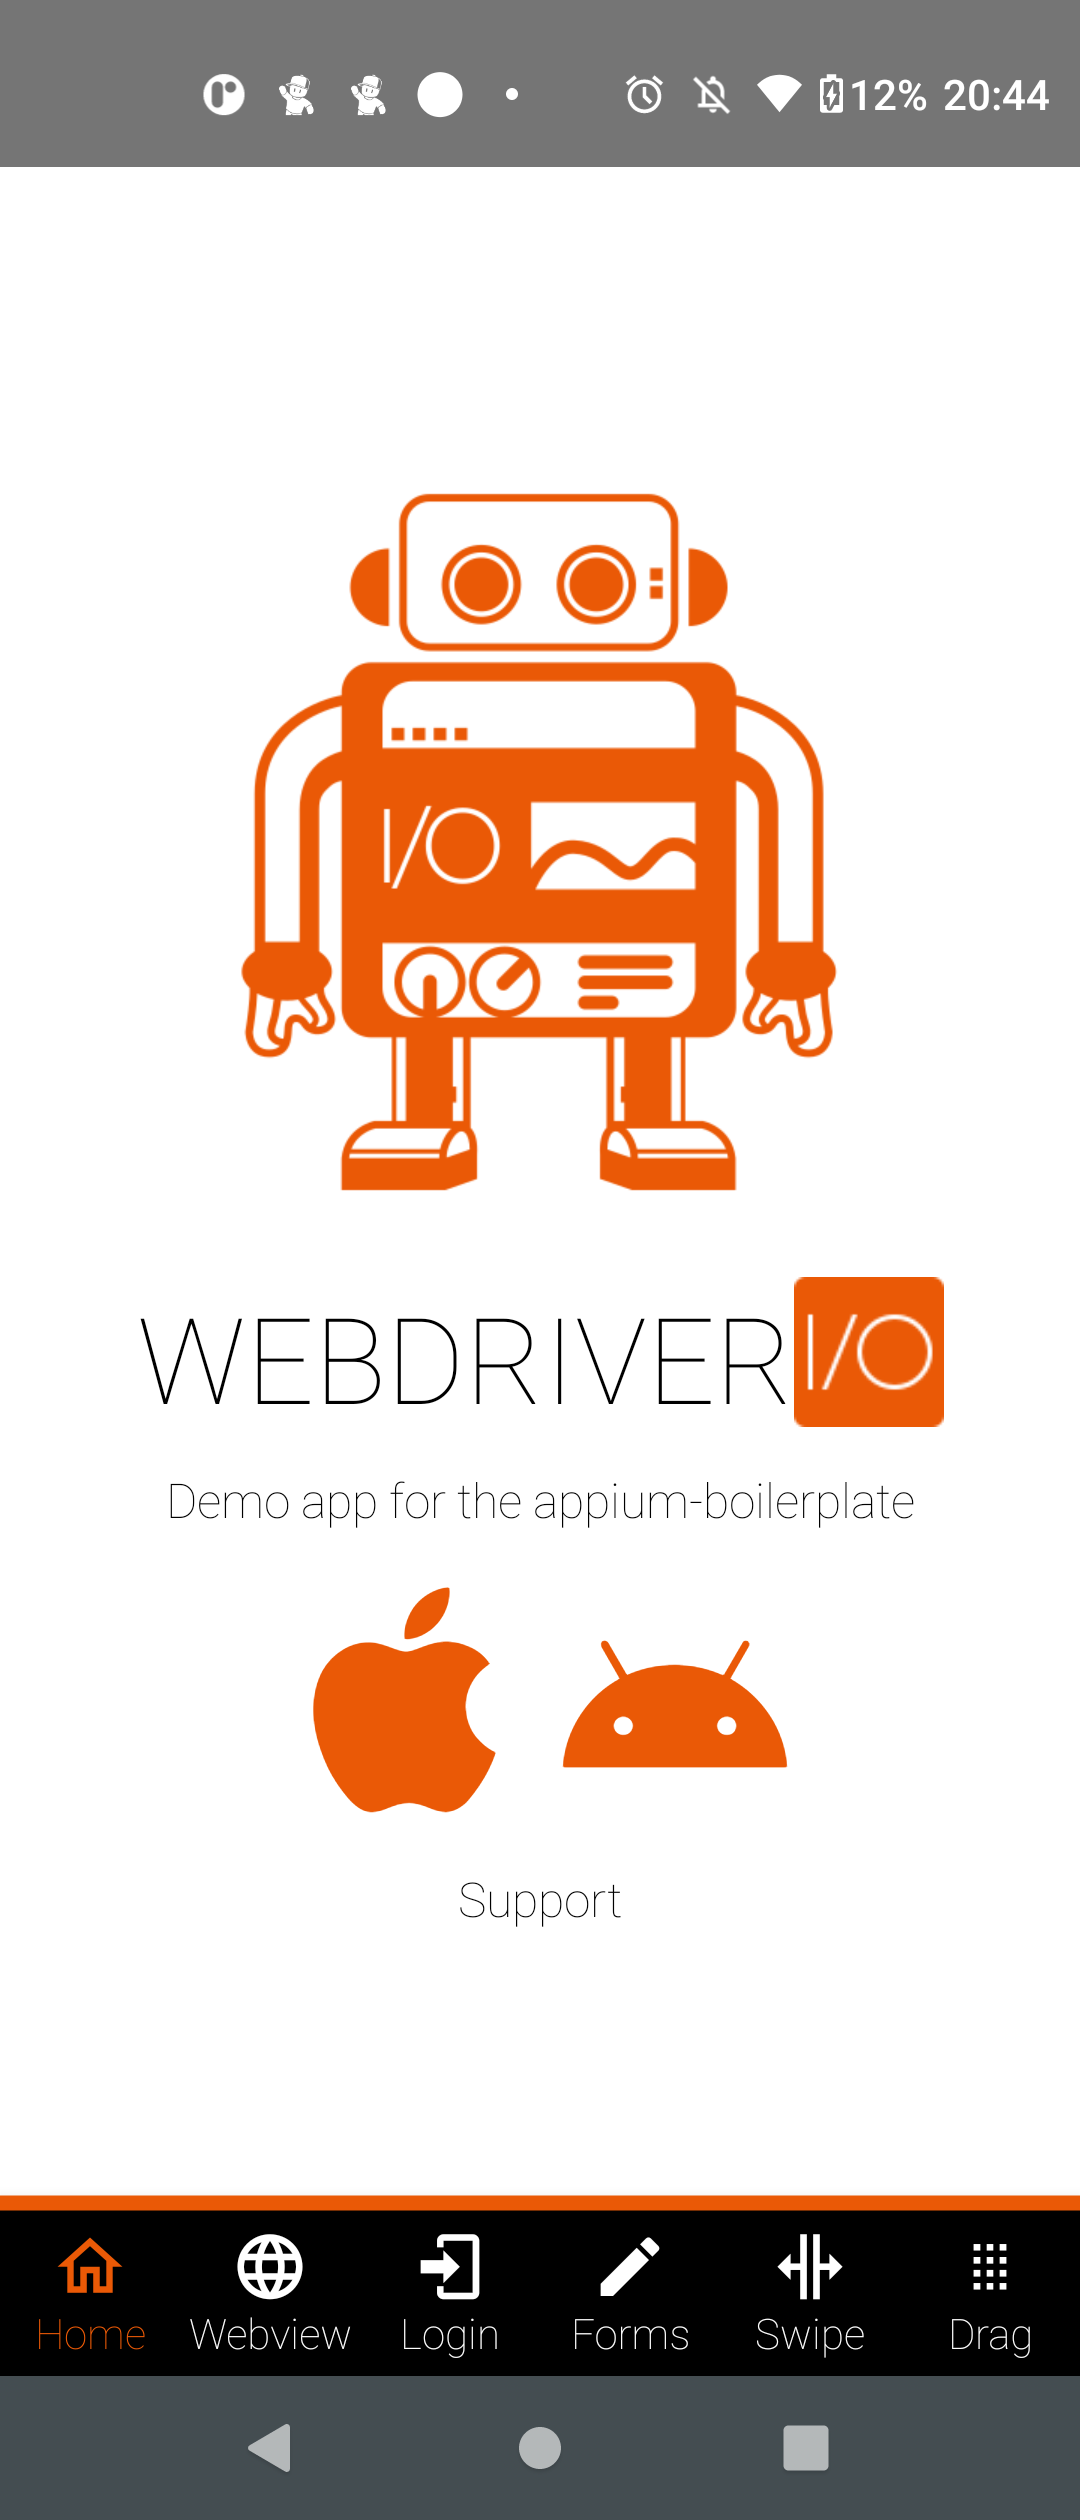 12% 20:44
I/O
WEBDRIVER I/O
Demo app for the appium-boilerplate
Support
Home Webview Login Forms Swipe Drag